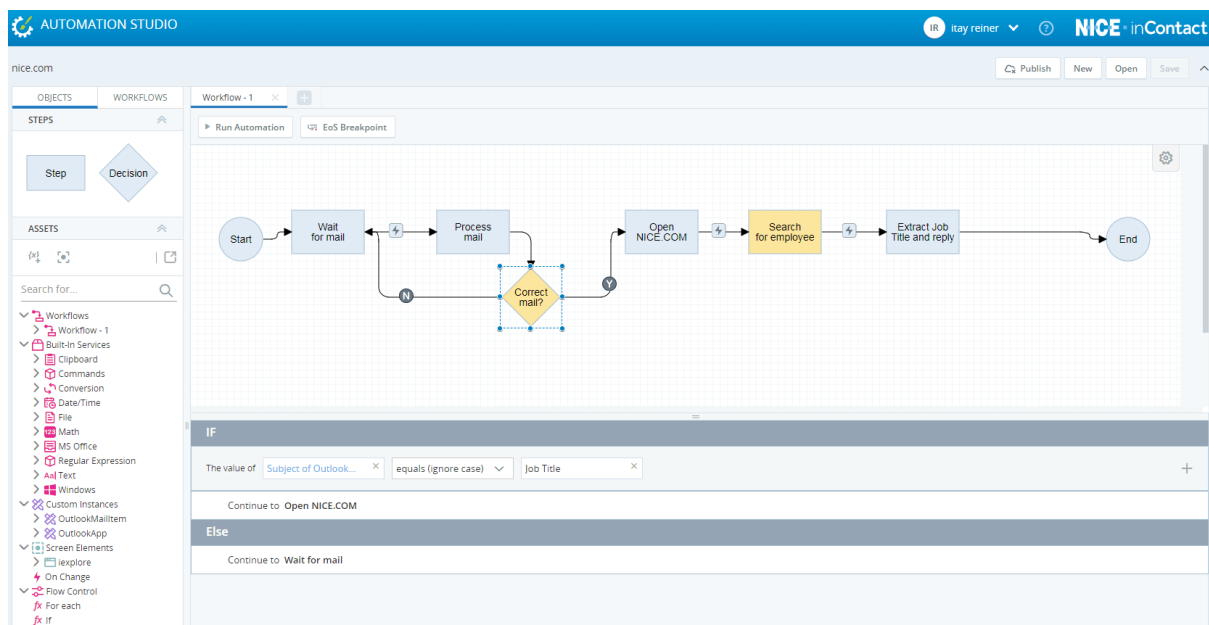 AUTOMATION STUDIO
IR itay reiner ? NICE inContact
nice.com
Publish New Open Save
OBJECTS WORKFLOWS
Workflow - 1
STEPS
Run Automation EoS Breakpoint
Step Decision
ASSETS
Search for...
Start
Wait
for mail
Process
mail
Correct
mail?
N
Y
Open
NICE.COM
Search
for employee
Extract Job
Title and reply
End
Workflows
Workflow - 1
Built-In Services
Clipboard
Commands
Conversion
Date/Time
File
123 Math
MS Office
Regular Expression
Aa Text
Windows
Custom Instances
OutlookMailItem
OutlookApp
Screen Elements
iexplore
On Change
Flow Control
fx For each
fx If
IF
The value of Subject of Outlook... equals (ignore case) Job Title
Continue to Open NICE.COM
Else
Continue to Wait for mail